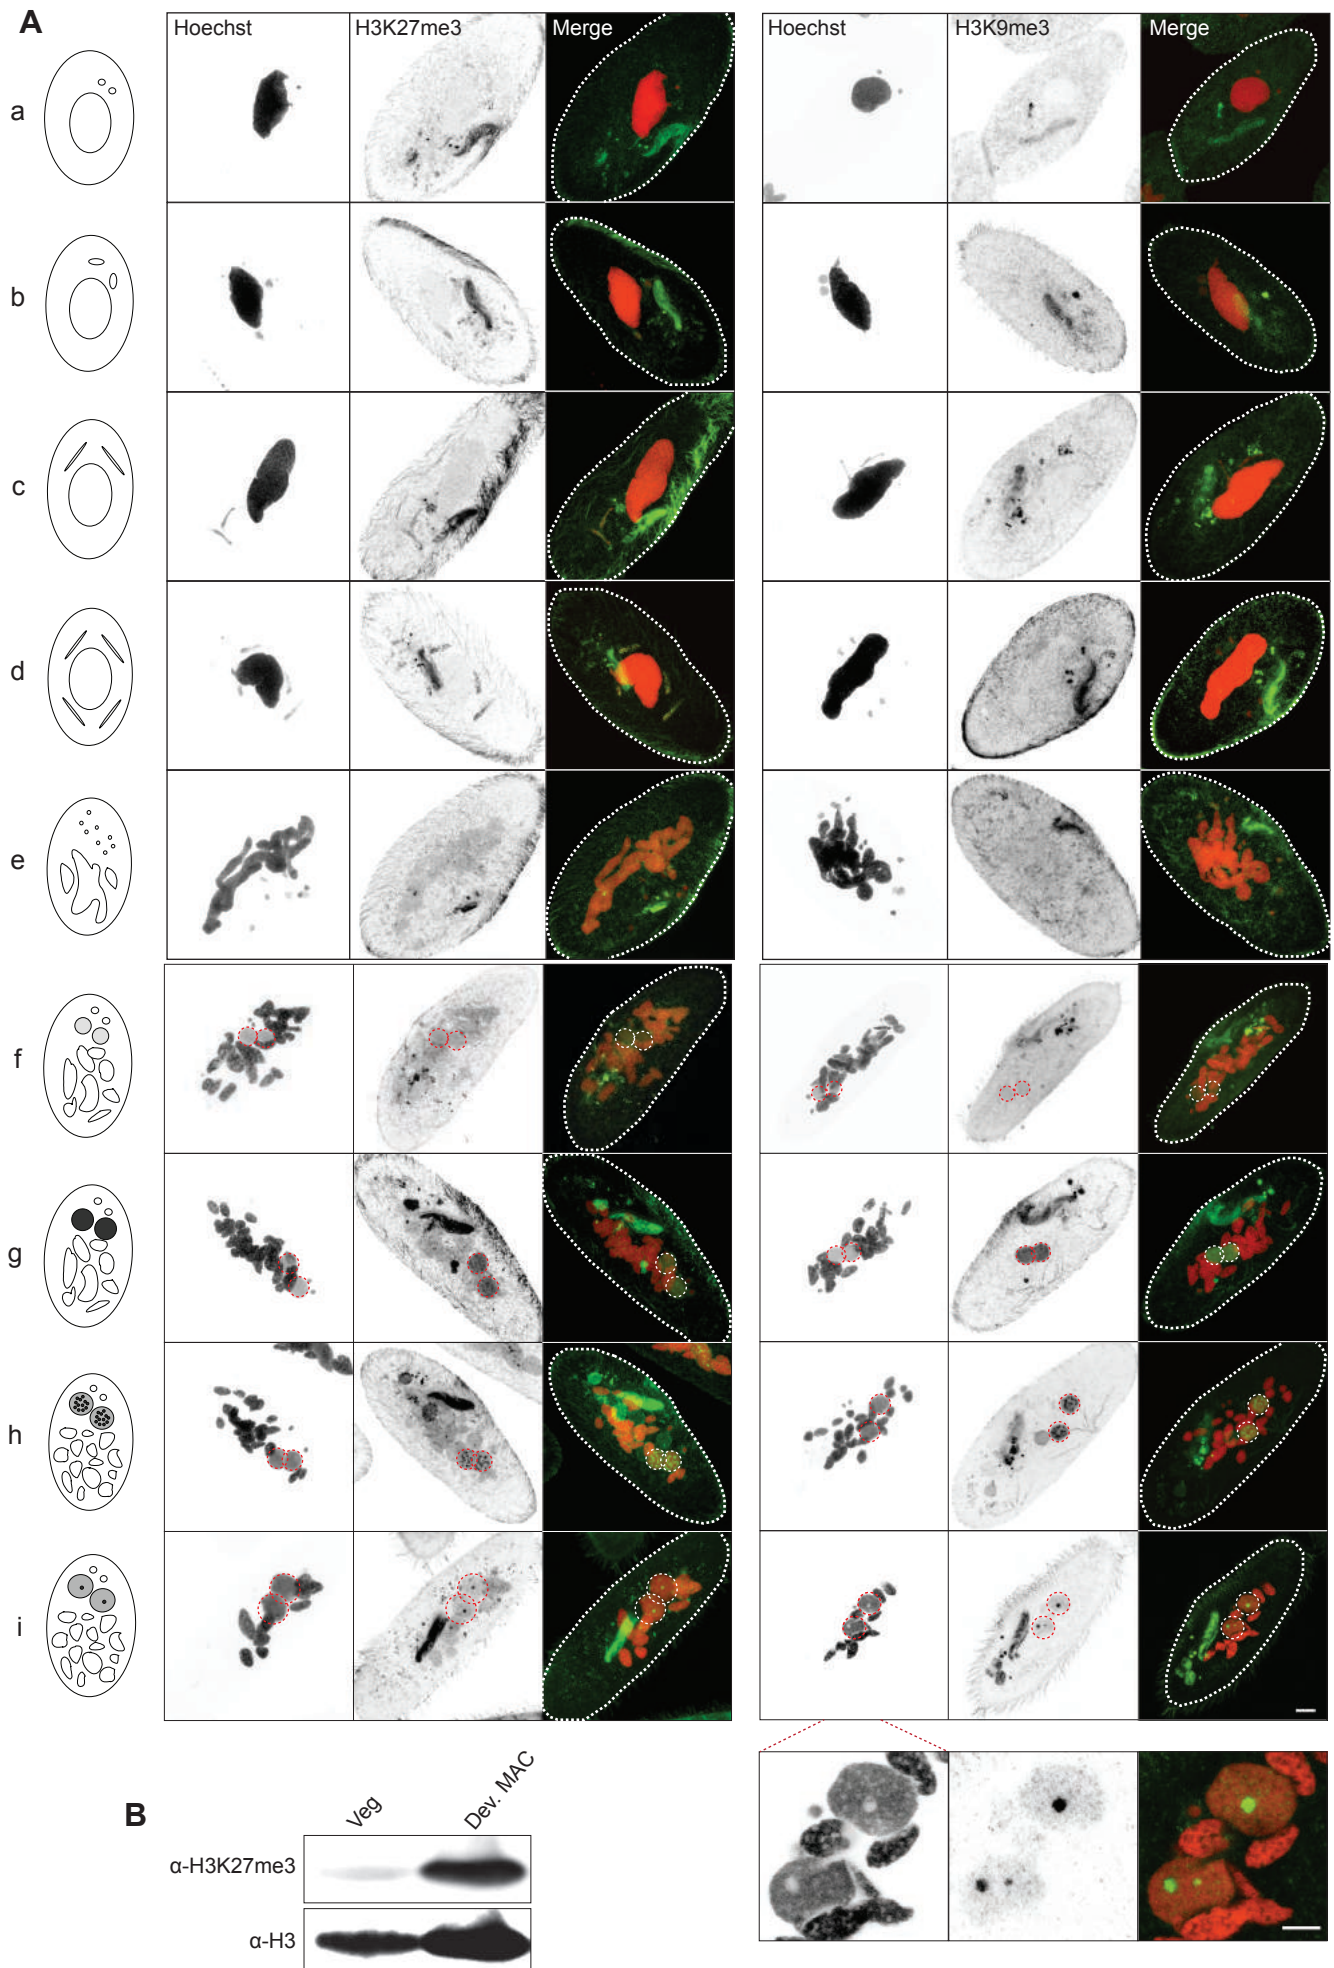 A
Hoechst H3K27me3 Merge Hoechst H3K9me3 Merge
a
b
c
d
e
f
g
h
i
B
Veg Dev. MAC
α-H3K27me3
α-H3